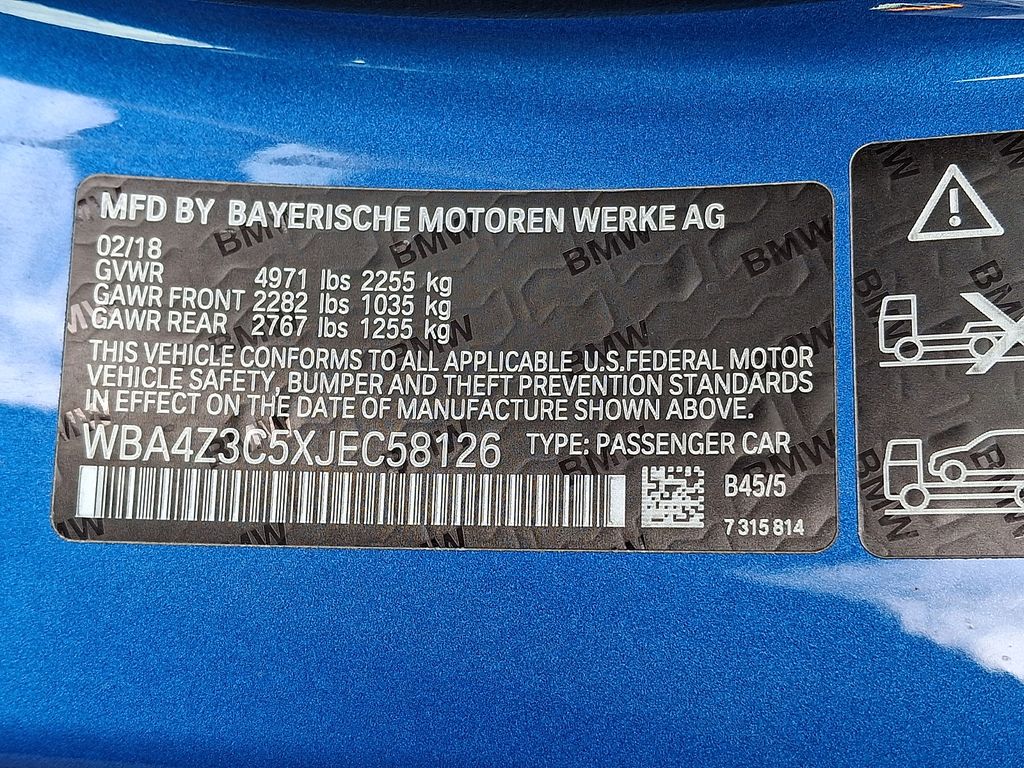 MFD BY BAYERISCHE MOTOREN WERKE AG
02/18
GVWR 4971 lbs 2255 kg
GAWR FRONT 2282 lbs 1035 kg
GAWR REAR 2767 lbs 1255 kg
THIS VEHICLE CONFORMS TO ALL APPLICABLE U.S.FEDERAL MOTOR
VEHICLE SAFETY, BUMPER AND THEFT PREVENTION STANDARDS
IN EFFECT ON THE DATE OF MANUFACTURE SHOWN ABOVE.
WBA4Z3C5XJEC58126 TYPE: PASSENGER CAR
B45/5
7 315 814